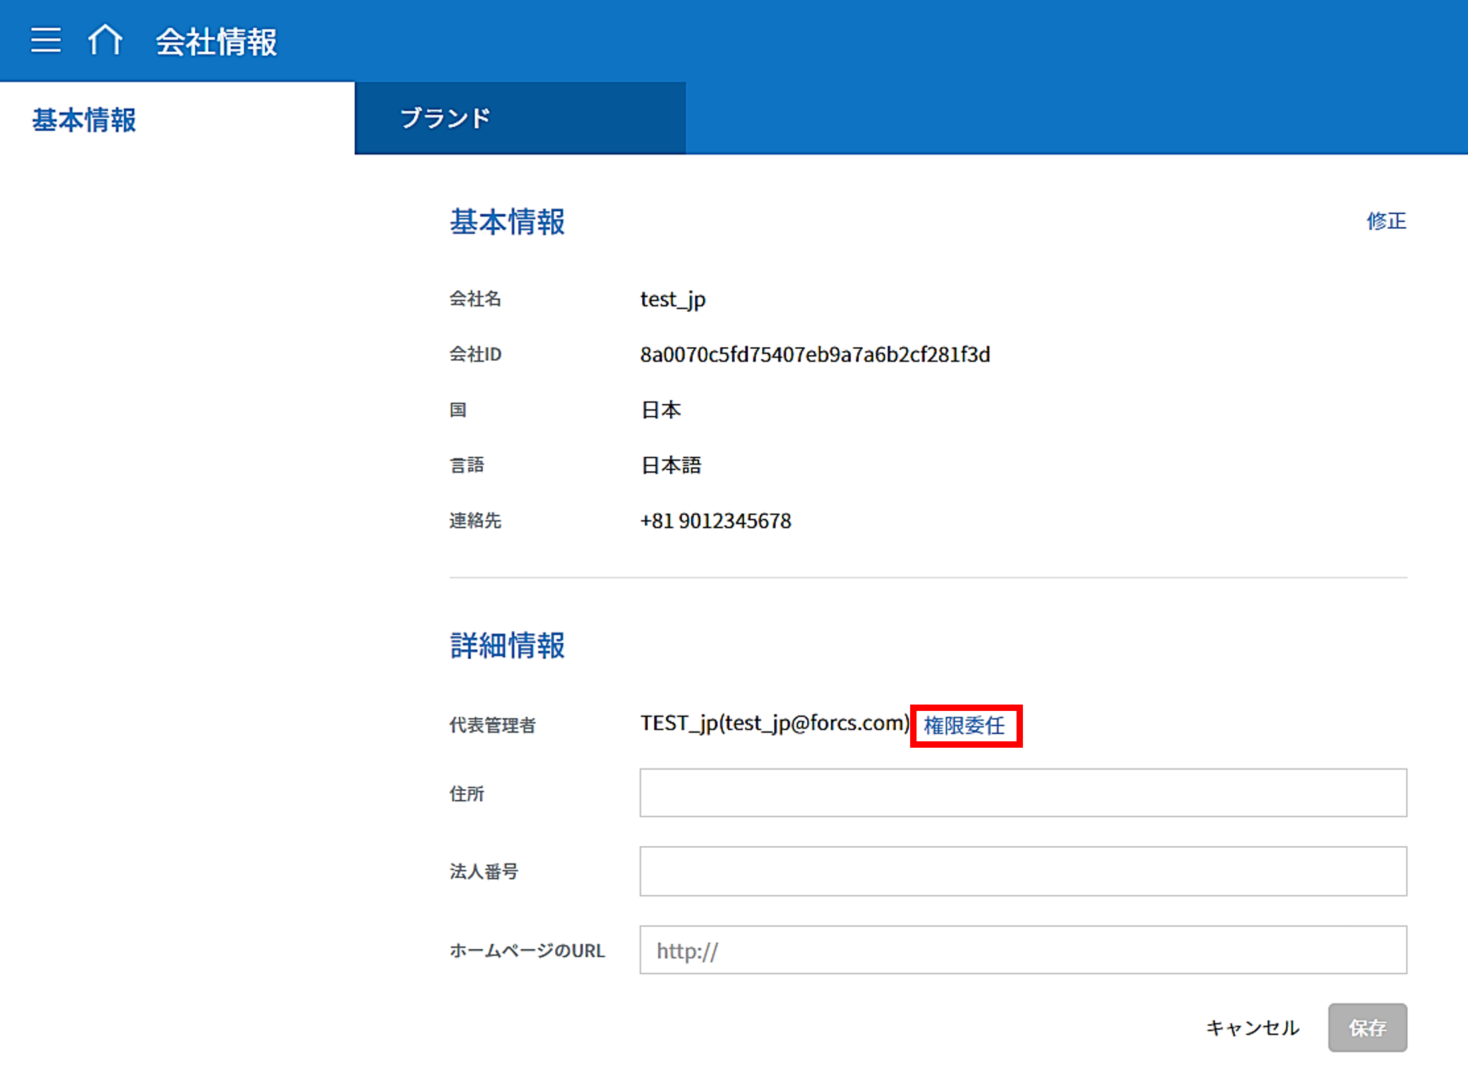 会社情報
基本情報
ブランド
基本情報
修正
会社名
test_jp
会社ID
8a0070c5fd75407eb9a7a6b2cf281f3d
国
日本
言語
日本語
連絡先
+81 9012345678
詳細情報
代表管理者
TEST_jp(test_jp@forcs.com) 権限委任
住所
法人番号
ホームページのURL
http://
キャンセル
保存